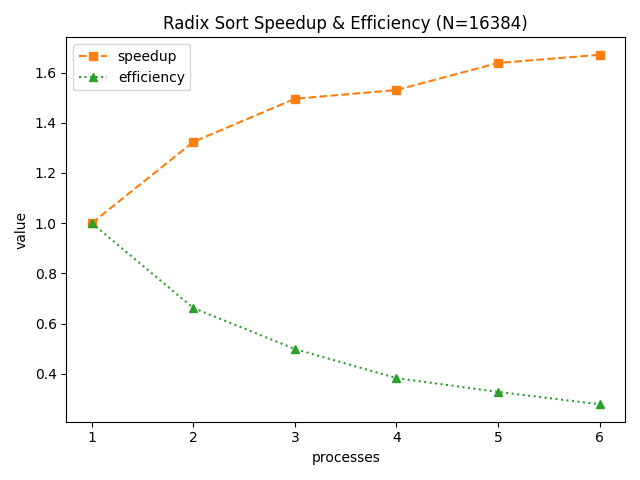 Radix Sort Speedup & Efficiency (N=16384)
speedup
efficiency
value
1.6
1.4
1.2
1.0
0.8
0.6
0.4
1 2 3 4 5 6
processes